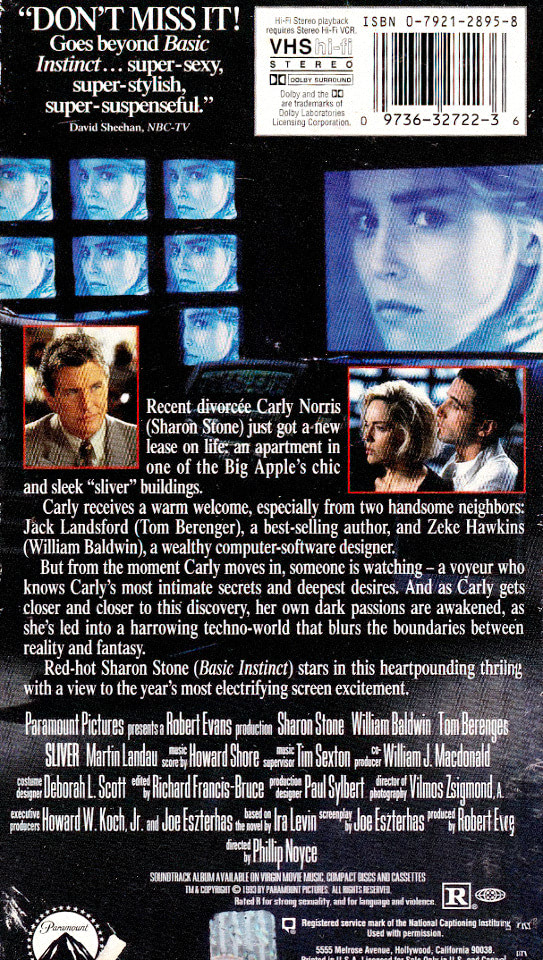 “DON’T MISS IT!
Goes beyond Basic
Instinct… super-sexy,
super-stylish,
super-suspenseful.”
David Sheehan, NBC-TV
Hi-Fi Stereo playback
requires Stereo Hi-Fi VCR.
VHS hi-fi
STEREO
DOLBY SURROUND
Dolby and the
are trademarks of
Dolby Laboratories
Licensing Corporation.
ISBN 0-7921-2895-8
0 9736-32722-3 6
Recent divorcée Carly Norris
(Sharon Stone) just got a new
lease on life: an apartment in
one of the Big Apple’s chic
and sleek “sliver” buildings.
Carly receives a warm welcome, especially from two handsome neighbors:
Jack Landsford (Tom Berenger), a best-selling author, and Zeke Hawkins
(William Baldwin), a wealthy computer-software designer.
But from the moment Carly moves in, someone is watching – a voyeur who
knows Carly’s most intimate secrets and deepest desires. And as Carly gets
closer and closer to this discovery, her own dark passions are awakened, as
she’s led into a harrowing techno-world that blurs the boundaries between
reality and fantasy.
Red-hot Sharon Stone (Basic Instinct) stars in this heartpounding
with a view to the year’s most electrifying screen excitement.
Paramount Pictures presents a Robert Evans production Sharon Stone William Baldwin Tom Berenger
SLIVER Martin Landau music score by Howard Shore music supervisor Tim Sexton co-producer William J. Macdonald
costume designer Deborah L. Scott edited by Richard Francis-Bruce production designer Paul Sylbert director of photography Vilmos Zsigmond,
executive producers Howard W. Koch, Jr. and Joe Eszterhas based on the novel by Ira Levin screenplay by Joe Eszterhas produced by Robert
directed by Phillip Noyce
SOUNDTRACK ALBUM AVAILABLE ON VIRGIN MOVIE MUSIC, COMPACT DISCS AND CASSETTES
TM & COPYRIGHT © 1993 BY PARAMOUNT PICTURES. ALL RIGHTS RESERVED.
Rated R for strong sexuality, and for language and violence.
R
Paramount
Registered service mark of the National Captioning
Used with permission.
5555 Melrose Avenue, Hollywood, California 90038.
Printed in U.S.A. Licensed for Sale Only in U.S. and